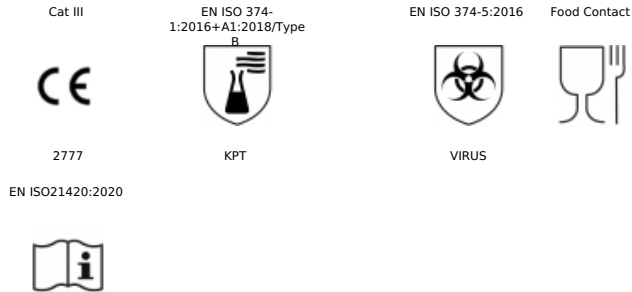 Cat III
EN ISO 374-
1:2016+A1:2018/Type
B
EN ISO 374-5:2016
Food Contact
CE
2777
KPT
VIRUS
EN ISO21420:2020
i